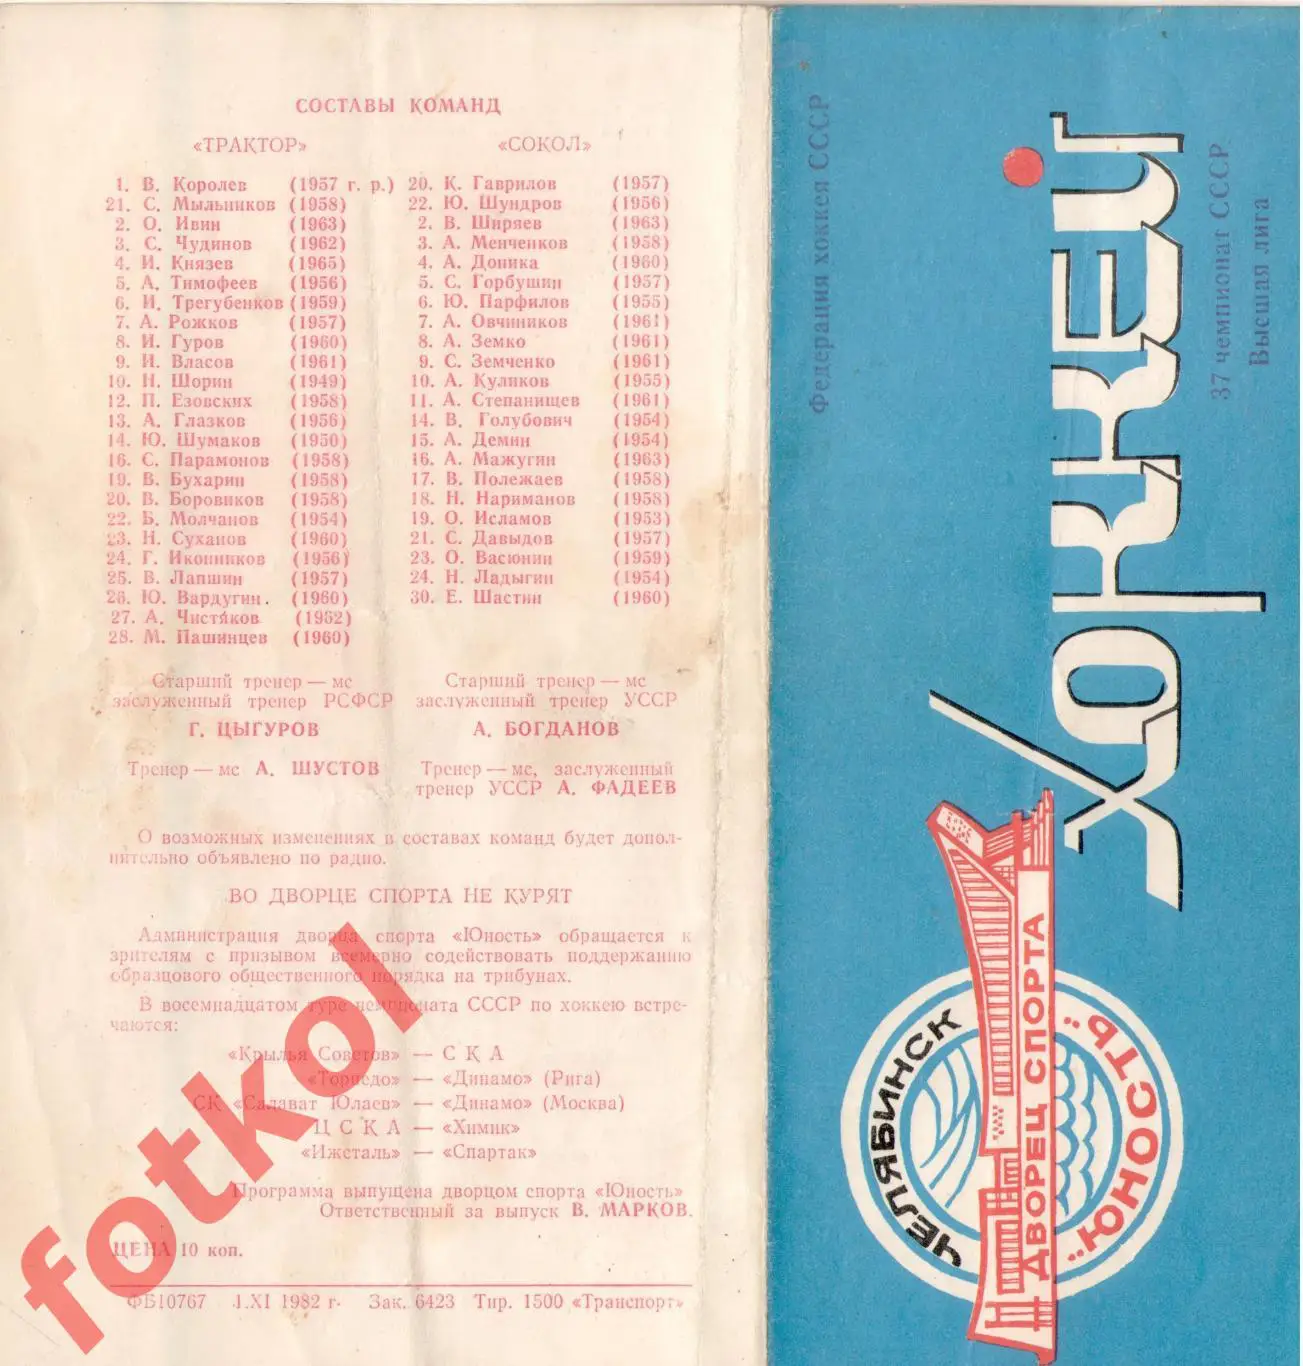 СОСТАВЫ КОМАНД
«ТРАКТОР»
1. В. Королев (1957 г. р.)
21. С. Мыльников (1958)
2. О. Ивин (1963)
3. С. Чудинов (1962)
4. И. Князев (1965)
5. А. Тимофеев (1956)
6. И. Трегубенков (1959)
7. А. Рожков (1957)
8. И. Гуров (1960)
9. И. Власов (1961)
10. Н. Шорин (1949)
12. П. Езовских (1958)
13. А. Глазков (1956)
14. Ю. Шумаков (1950)
16. С. Парамонов (1958)
19. В. Бухарин (1958)
20. В. Боровиков (1958)
22. Б. Молчанов (1954)
23. Н. Суханов (1960)
24. Г. Иконников (1956)
25. В. Лапшин (1957)
26. Ю. Вардугин. (1960)
27. А. Чистяков (1952)
28. М. Пашинцев (1960)
Старший тренер — мс
заслуженный тренер РСФСР
Г. ЦЫГУРОВ
Тренер — мс А. ШУСТОВ
«СОКОЛ»
20. К. Гаврилов (1957)
22. Ю. Шундров (1956)
2. В. Ширяев (1963)
3. А. Менченков (1958)
4. А. Доника (1960)
5. С. Горбушин (1957)
6. Ю. Парфилов (1955)
7. А. Овчиников (1961)
8. А. Земко (1961)
9. С. Земченко (1961)
10. А. Куликов (1955)
11. А. Степанищев (1961)
14. В. Голубович (1954)
15. А. Демин (1954)
16. А. Мажугин (1963)
17. В. Полежаев (1958)
18. Н. Нариманов (1958)
19. О. Исламов (1953)
21. С. Давыдов (1957)
23. О. Васюнин (1959)
24. Н. Ладыгин (1954)
30. Е. Шастин (1960)
Старший тренер — мс
заслуженный тренер УССР
А. БОГДАНОВ
Тренер — мс, заслуженный
тренер УССР А. ФАДЕЕВ
О возможных изменениях в составах команд будет допол-
нительно объявлено по радио.
ВО ДВОРЦЕ СПОРТА НЕ КУРЯТ
Администрация дворца спорта «Юность» обращается к
зрителям с призывом всемерно содействовать поддержанию
образцового общественного порядка на трибунах.
В восемнадцатом туре чемпионата СССР по хоккею встре-
чаются:
«Крылья Советов» — СКА
«Торпедо» — «Динамо» (Рига)
СК «Салават Юлаев» — «Динамо» (Москва)
ЦСКА — «Химик»
«Ижсталь» — «Спартак»
Программа выпущена дворцом спорта «Юность»
Ответственный за выпуск В. МАРКОВ.
ЦЕНА 10 коп.
ФБ10767 1.XI 1982 г. Зак. 6423 Тир. 1500 «Транспорт»
fotkol
Федерация хоккея СССР
Хоккей
37 чемпионат СССР
Высшая лига
ЧЕЛЯБИНСК
ДВОРЕЦ СПОРТА
"ЮНОСТЬ"